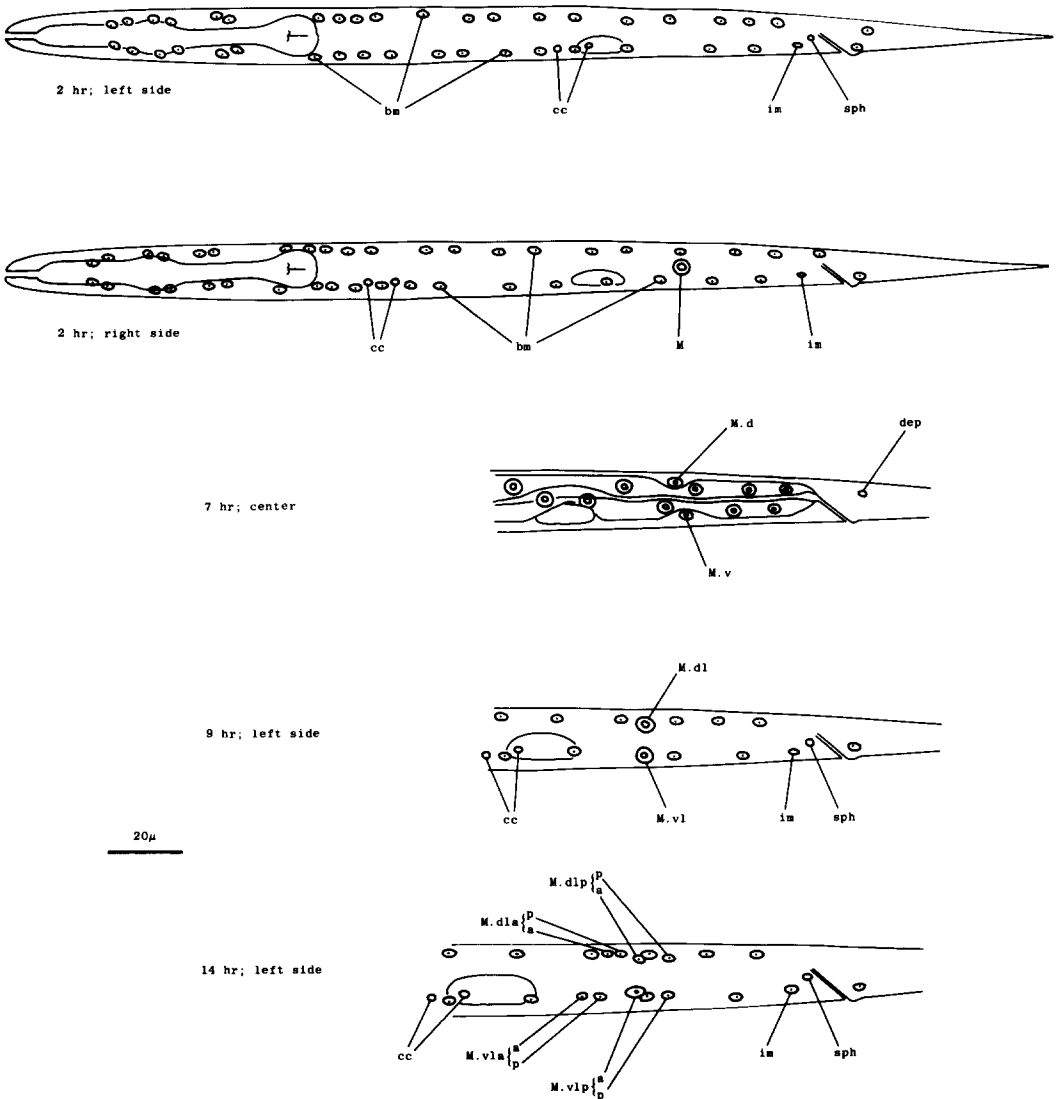 2 hr; left side
bm
cc
im
sph
2 hr; right side
cc
bm
M
im
M.d
dep
7 hr; center
M.v
M.dl
9 hr; left side
cc
M.vl
im
sph
20μ
M.dlp{p
a
M.dla{p
a
14 hr; left side
cc
M.vla{a
p
im
sph
M.vlp{a
p